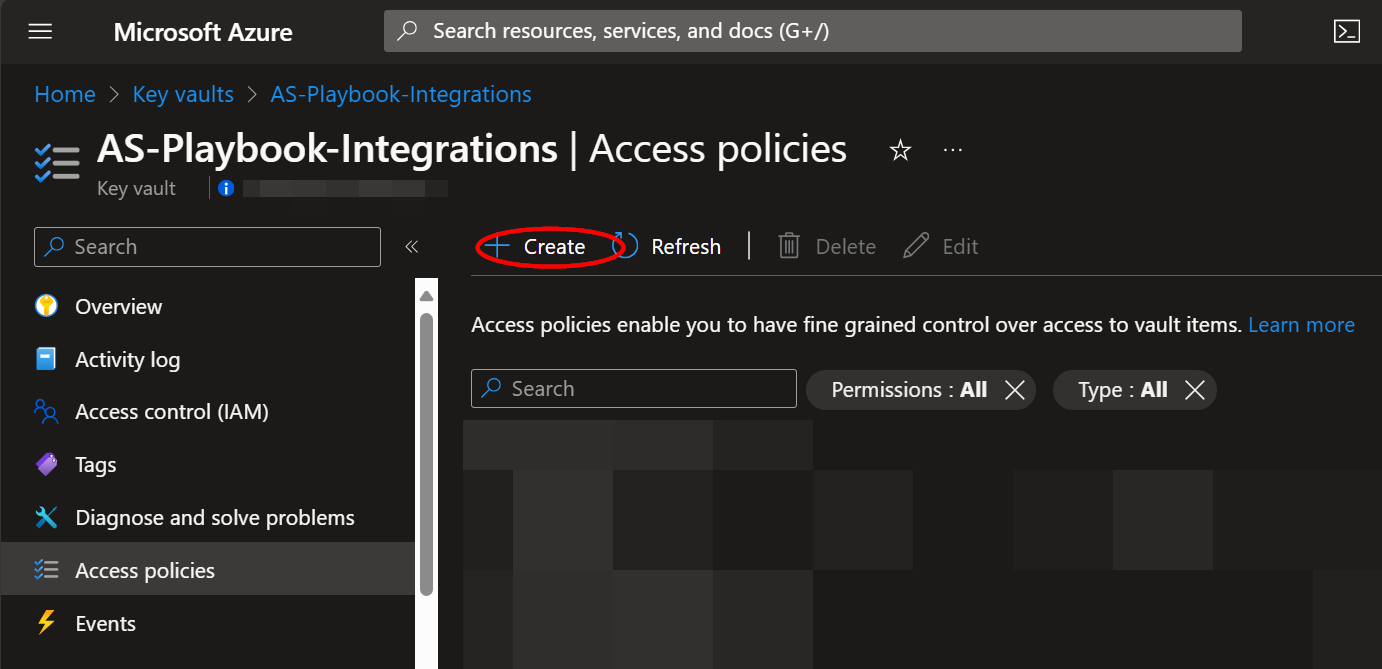 Microsoft Azure
Search resources, services, and docs (G+/)
Home > Key vaults > AS-Playbook-Integrations
AS-Playbook-Integrations | Access policies
Key vault
Search
Create Refresh Delete Edit
Overview
Activity log
Access control (IAM)
Tags
Diagnose and solve problems
Access policies
Events
Access policies enable you to have fine grained control over access to vault items. Learn more
Search Permissions : All Type : All